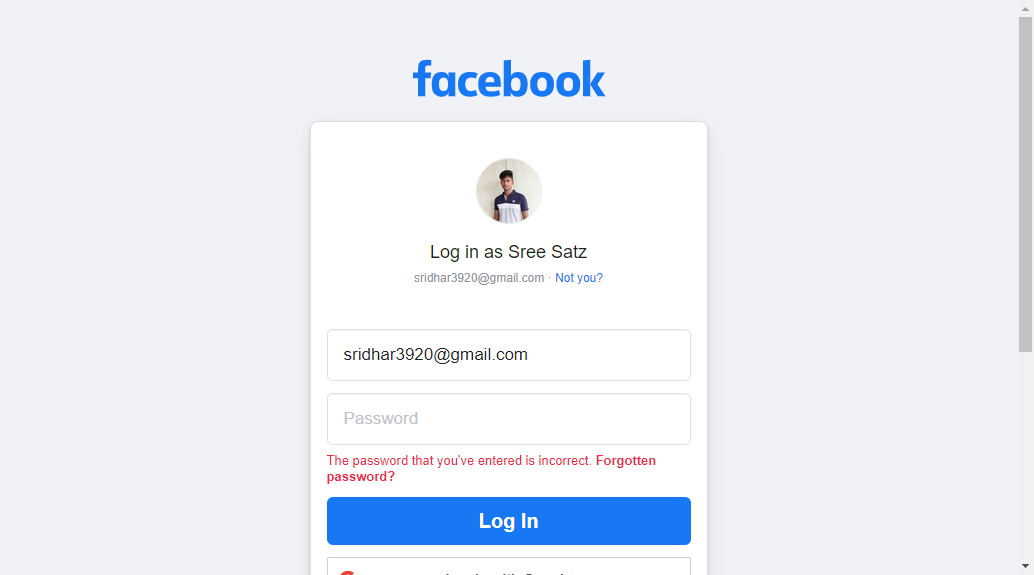 facebook
Log in as Sree Satz
sridhar3920@gmail.com · Not you?
sridhar3920@gmail.com
Password
The password that you've entered is incorrect. Forgotten
password?
Log In